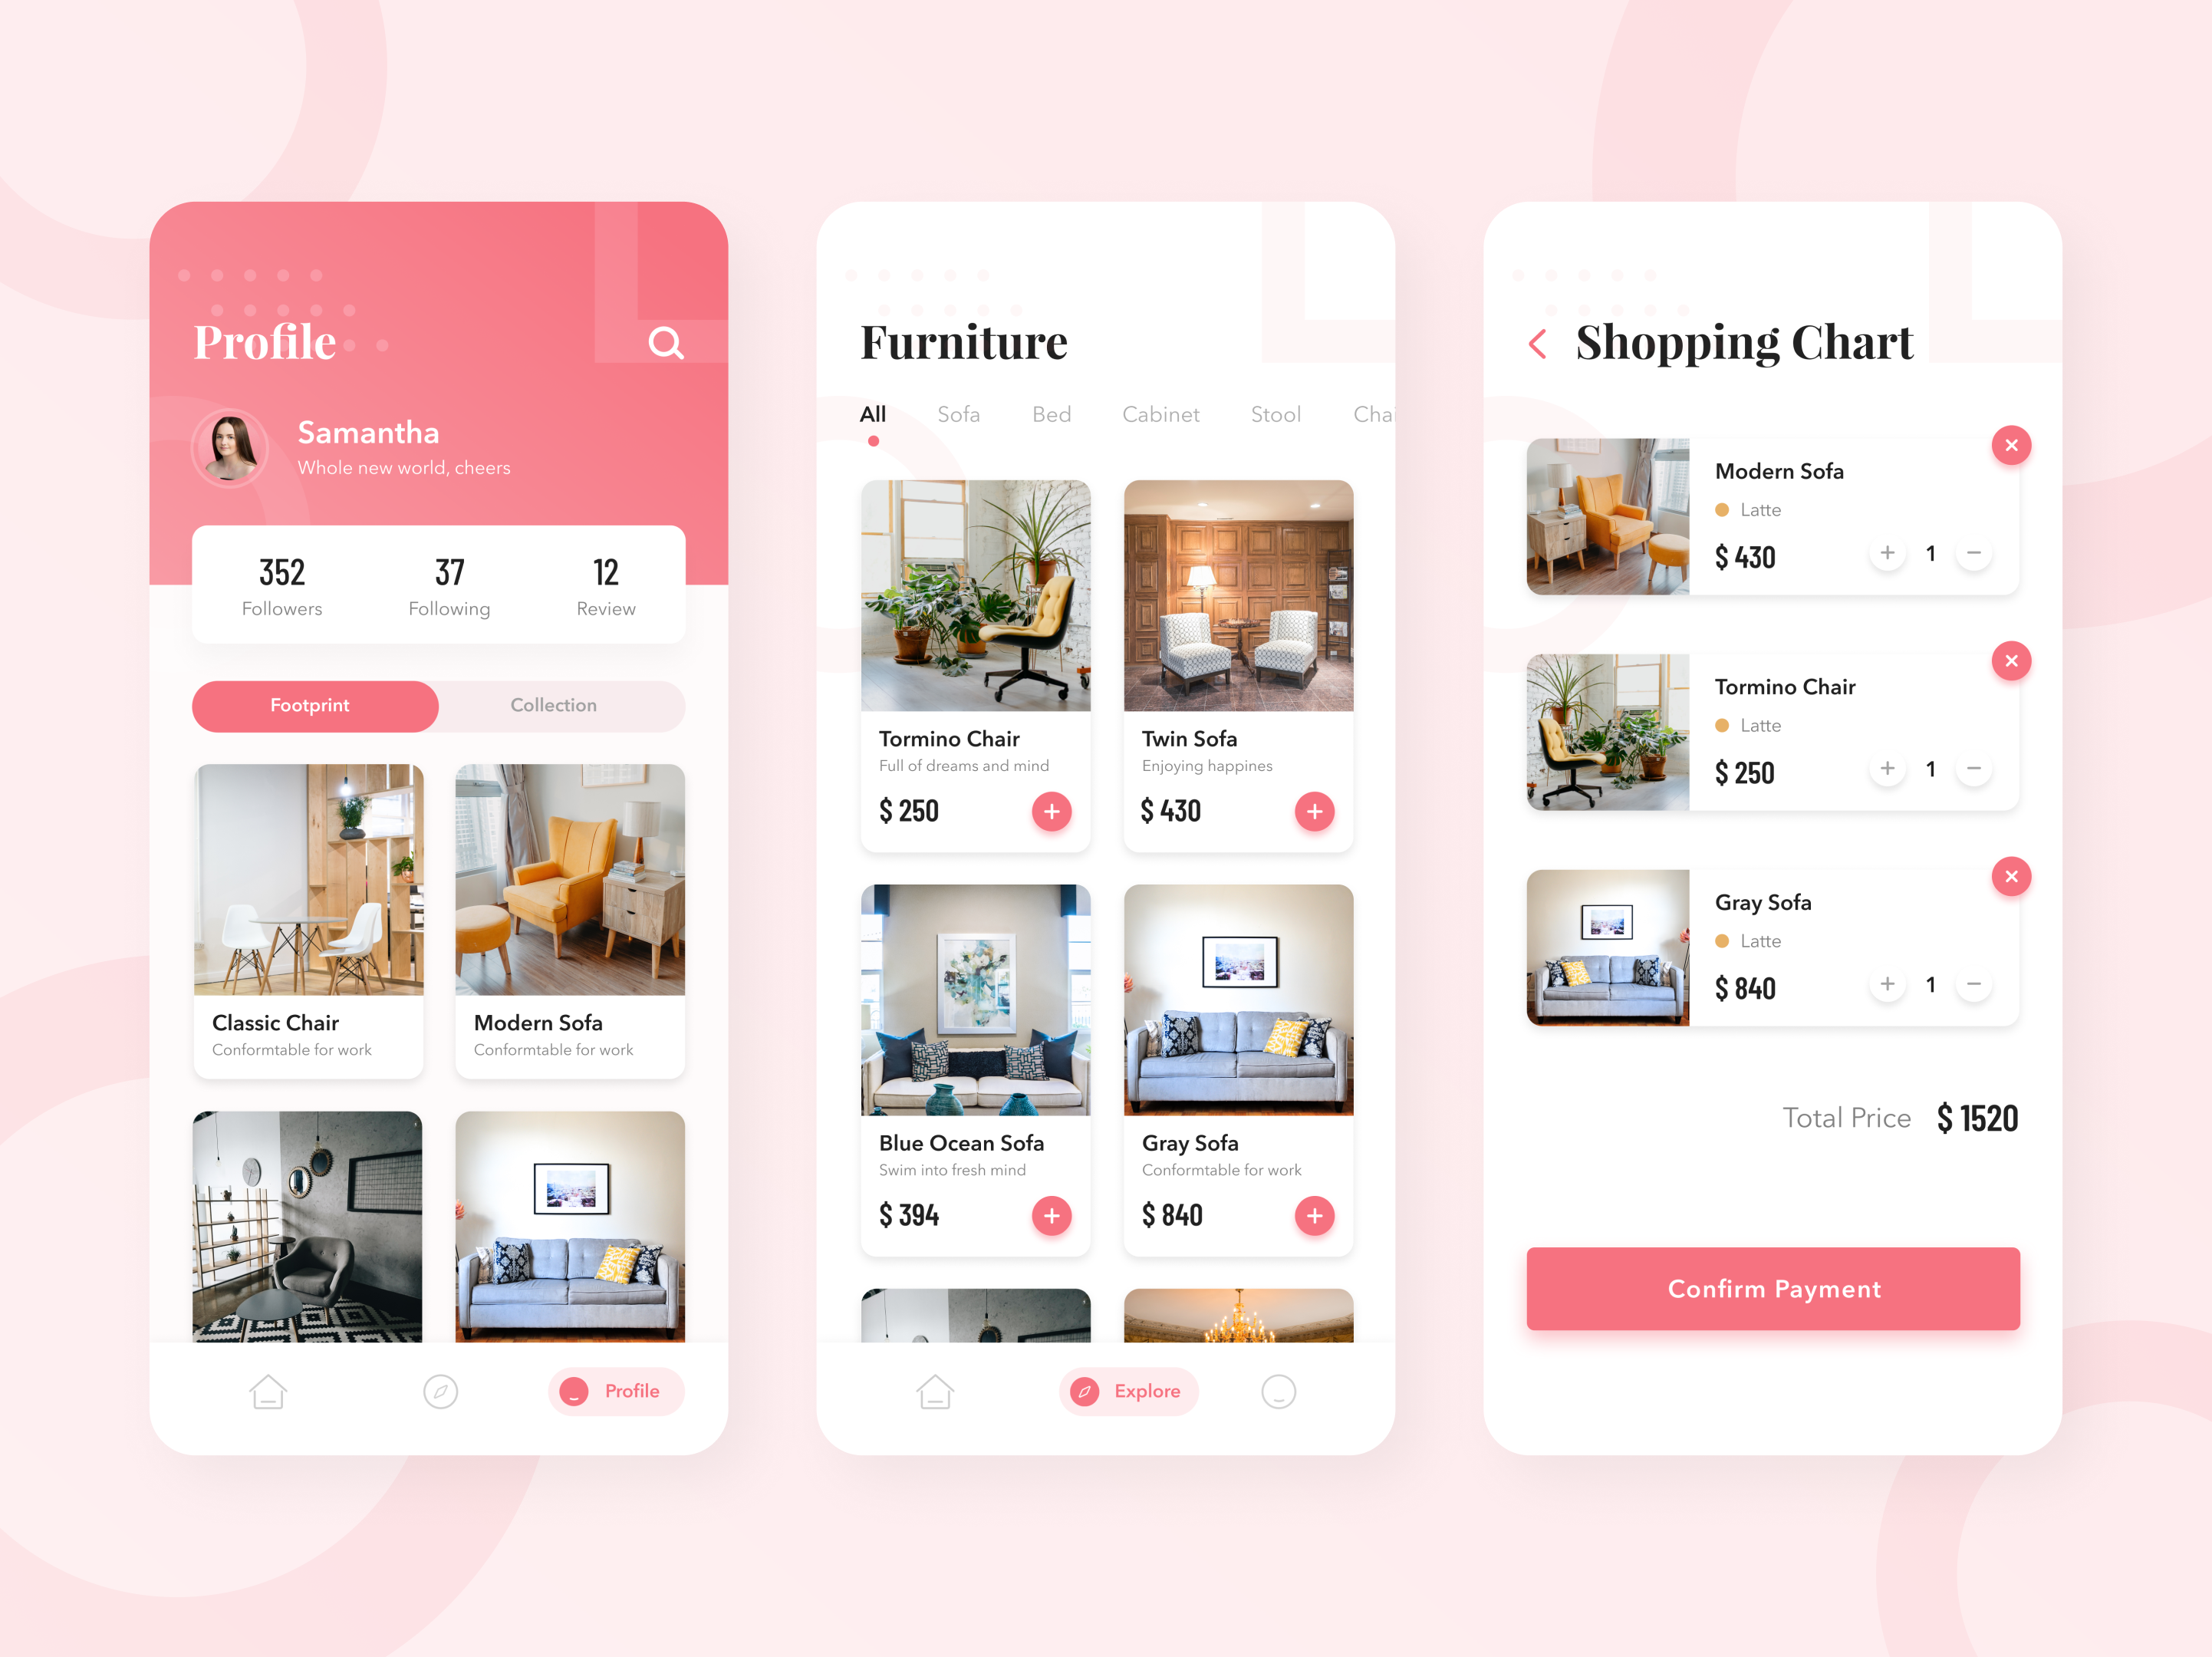 Profile
Samantha
Whole new world, cheers
352
Followers
37
Following
12
Review
Footprint
Collection
Classic Chair
Conformtable for work
Modern Sofa
Conformtable for work
Profile
Furniture
All
Sofa
Bed
Cabinet
Stool
Chai
Tormino Chair
Full of dreams and mind
$ 250
Twin Sofa
Enjoying happines
$ 430
Blue Ocean Sofa
Swim into fresh mind
$ 394
Gray Sofa
Conformtable for work
$ 840
Explore
Shopping Chart
Modern Sofa
Latte
$ 430
1
Tormino Chair
Latte
$ 250
1
Gray Sofa
Latte
$ 840
1
Total Price $ 1520
Confirm Payment